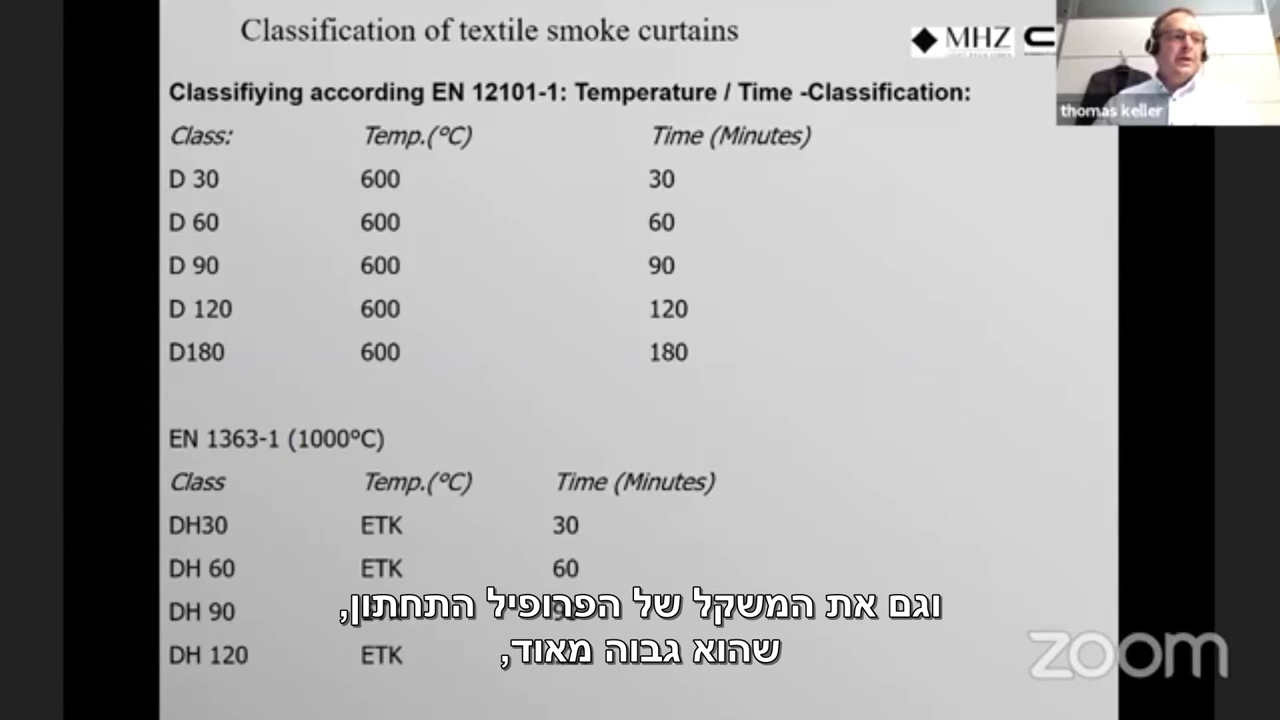 Classification of textile smoke curtains
MHZ
thomas keller
Classifiying according EN 12101-1: Temperature / Time -Classification:
Class: Temp.(°C) Time (Minutes)
D 30 600 30
D 60 600 60
D 90 600 90
D 120 600 120
D180 600 180
EN 1363-1 (1000°C)
Class Temp.(°C) Time (Minutes)
DH30 ETK 30
DH 60 ETK 60
DH 90
DH 120 ETK
וגם את המשקל של הפרופיל התחתון,
שהוא גבוה מאוד,
zoom